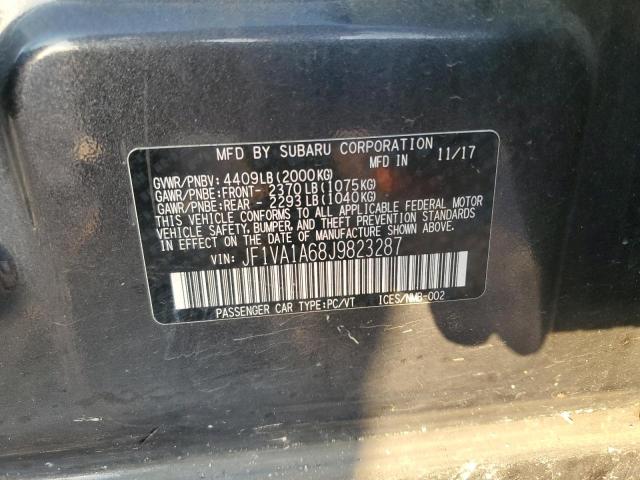 MFD BY SUBARU CORPORATION
MFD IN 11/17
GVWR/PNBV: 4409LB(2000KG)
GAWR/PNBE:FRONT- 2370LB(1075KG)
GAWR/PNBE:REAR - 2293LB(1040KG)
THIS VEHICLE CONFORMS TO ALL APPLICABLE FEDERAL MOTOR
VEHICLE SAFETY,BUMPER, AND THEFT PREVENTION STANDARDS
IN EFFECT ON THE DATE OF MANUFACTURE SHOWN ABOVE.
VIN: JF1VA1A68J9823287
PASSENGER CAR TYPE:PC/VT ICES/NMB-002